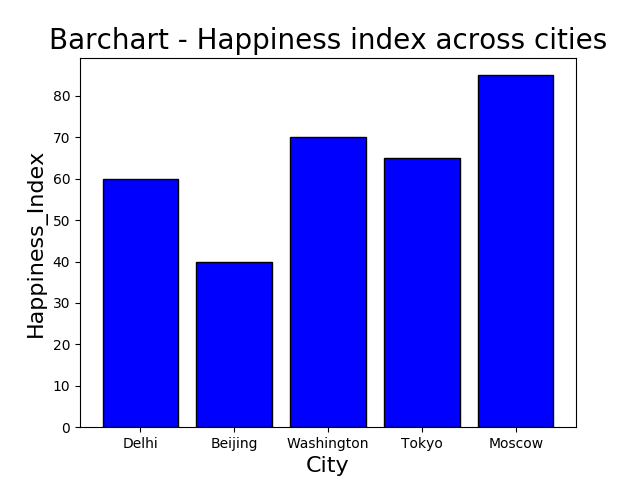 Barchart - Happiness index across cities
Happiness_Index
80
70
60
50
40
30
20
10
0
Delhi Beijing Washington Tokyo Moscow
City